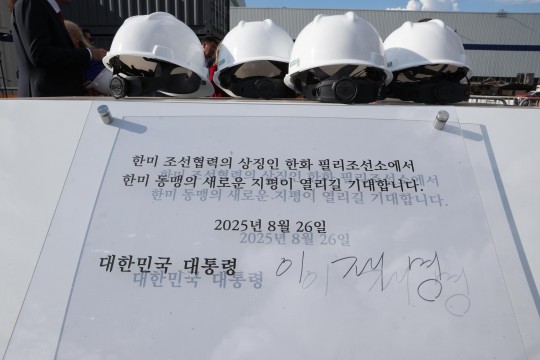 한미 조선협력의 상징인 한화 필리조선소에서
한미 동맹의 새로운 지평이 열리길 기대합니다.
2025년 8월 26일
대한민국 대통령 이재명